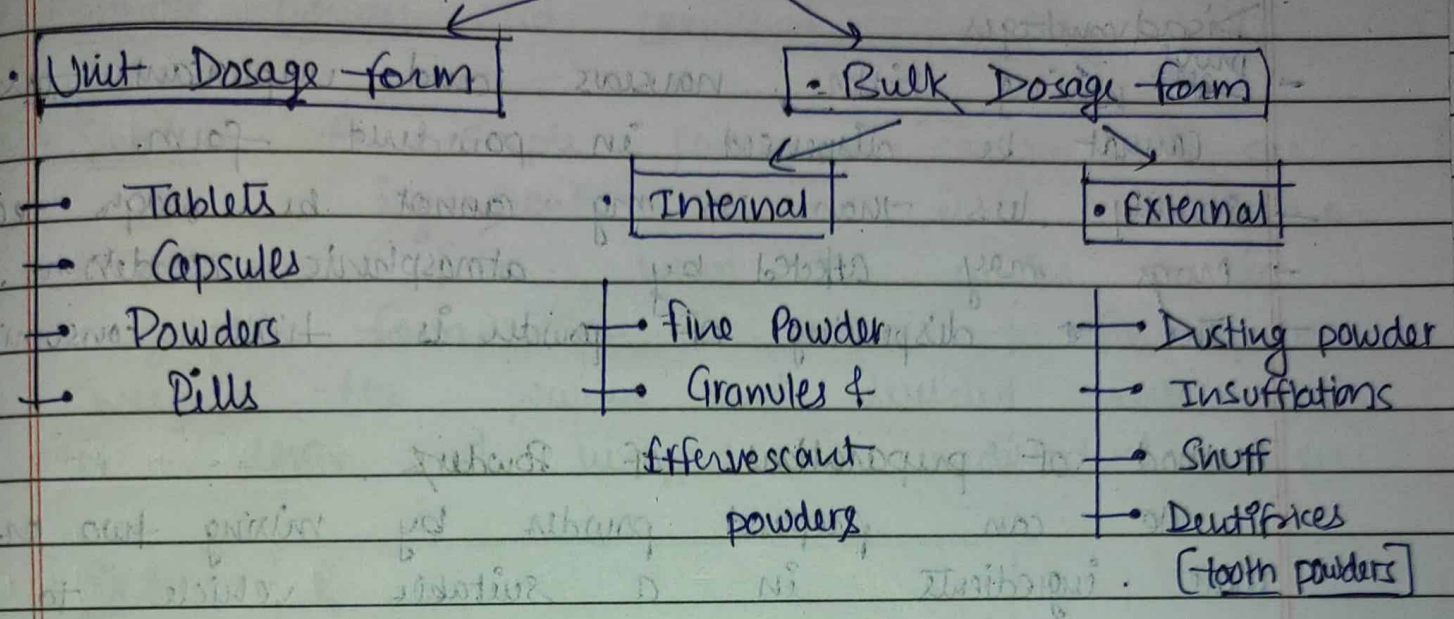 • Unit Dosage form
• Bulk Dosage form
• Tablets
• Capsules
• Powders
• Pills
• Internal
• fine Powder
• Granules &
Effervescant
powders
• External
• Dusting powder
• Insufflations
• Snuff
• Dentifrices
[tooth powders]